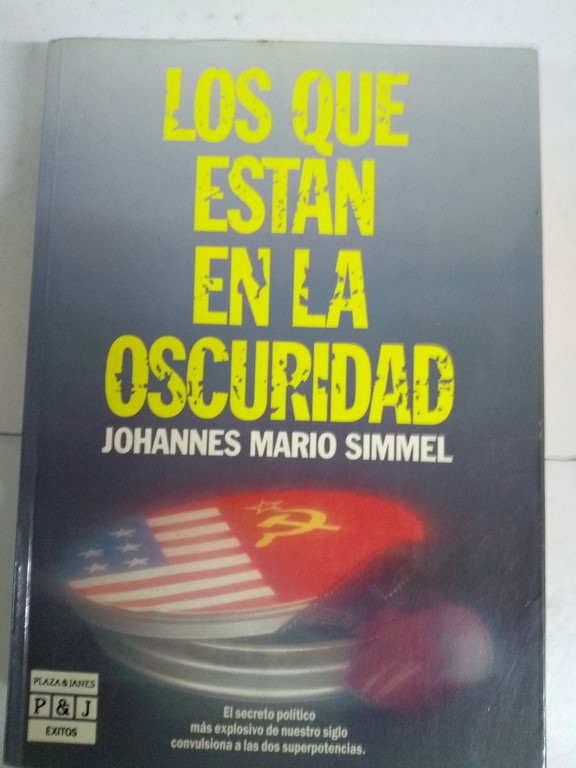 LOS QUE
ESTAN
EN LA
OSCURIDAD
JOHANNES MARIO SIMMEL
PLAZA & JANES
P & J
EXITOS
El secreto político
más explosivo de nuestro siglo
convulsiona a las dos superpotencias.